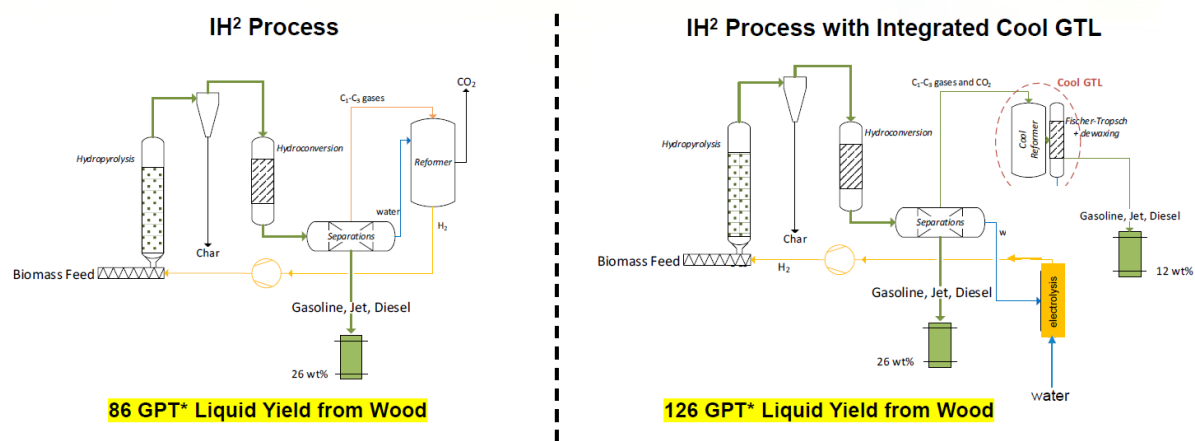 IH² Process
CO₂
C₁-C₃ gases
Hydropyrolysis
Hydroconversion
Reformer
water
H₂
Separations
Char
Biomass Feed
Gasoline, Jet, Diesel
26 wt%
86 GPT* Liquid Yield from Wood
IH² Process with Integrated Cool GTL
C₁-C₃ gases and CO₂
Cool GTL
Hydropyrolysis
Hydroconversion
Cool
Reformer
Fischer-Tropsch
+ dewaxing
Separations
w
Char
Biomass Feed
H₂
Gasoline, Jet, Diesel
12 wt%
Gasoline, Jet, Diesel
electrolysis
26 wt%
water
126 GPT* Liquid Yield from Wood